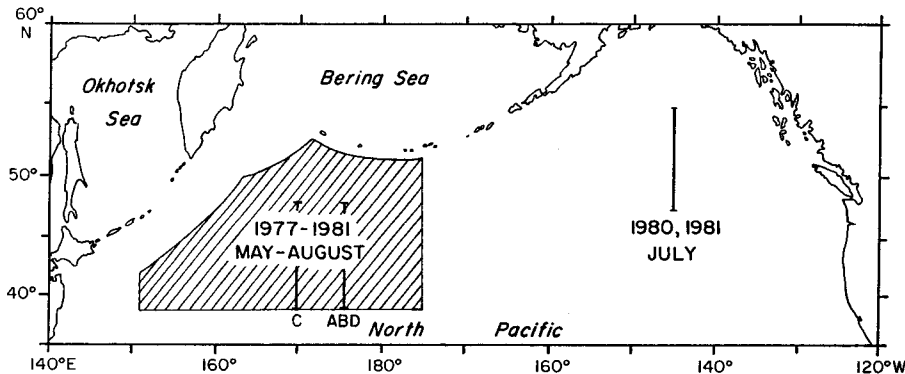 60°
N
50°
40°
Okhotsk
Sea
Bering Sea
1977-1981
MAY-AUGUST
1980, 1981
JULY
C
ABD
North Pacific
140°E
160°
180°
160°
140°
120°W